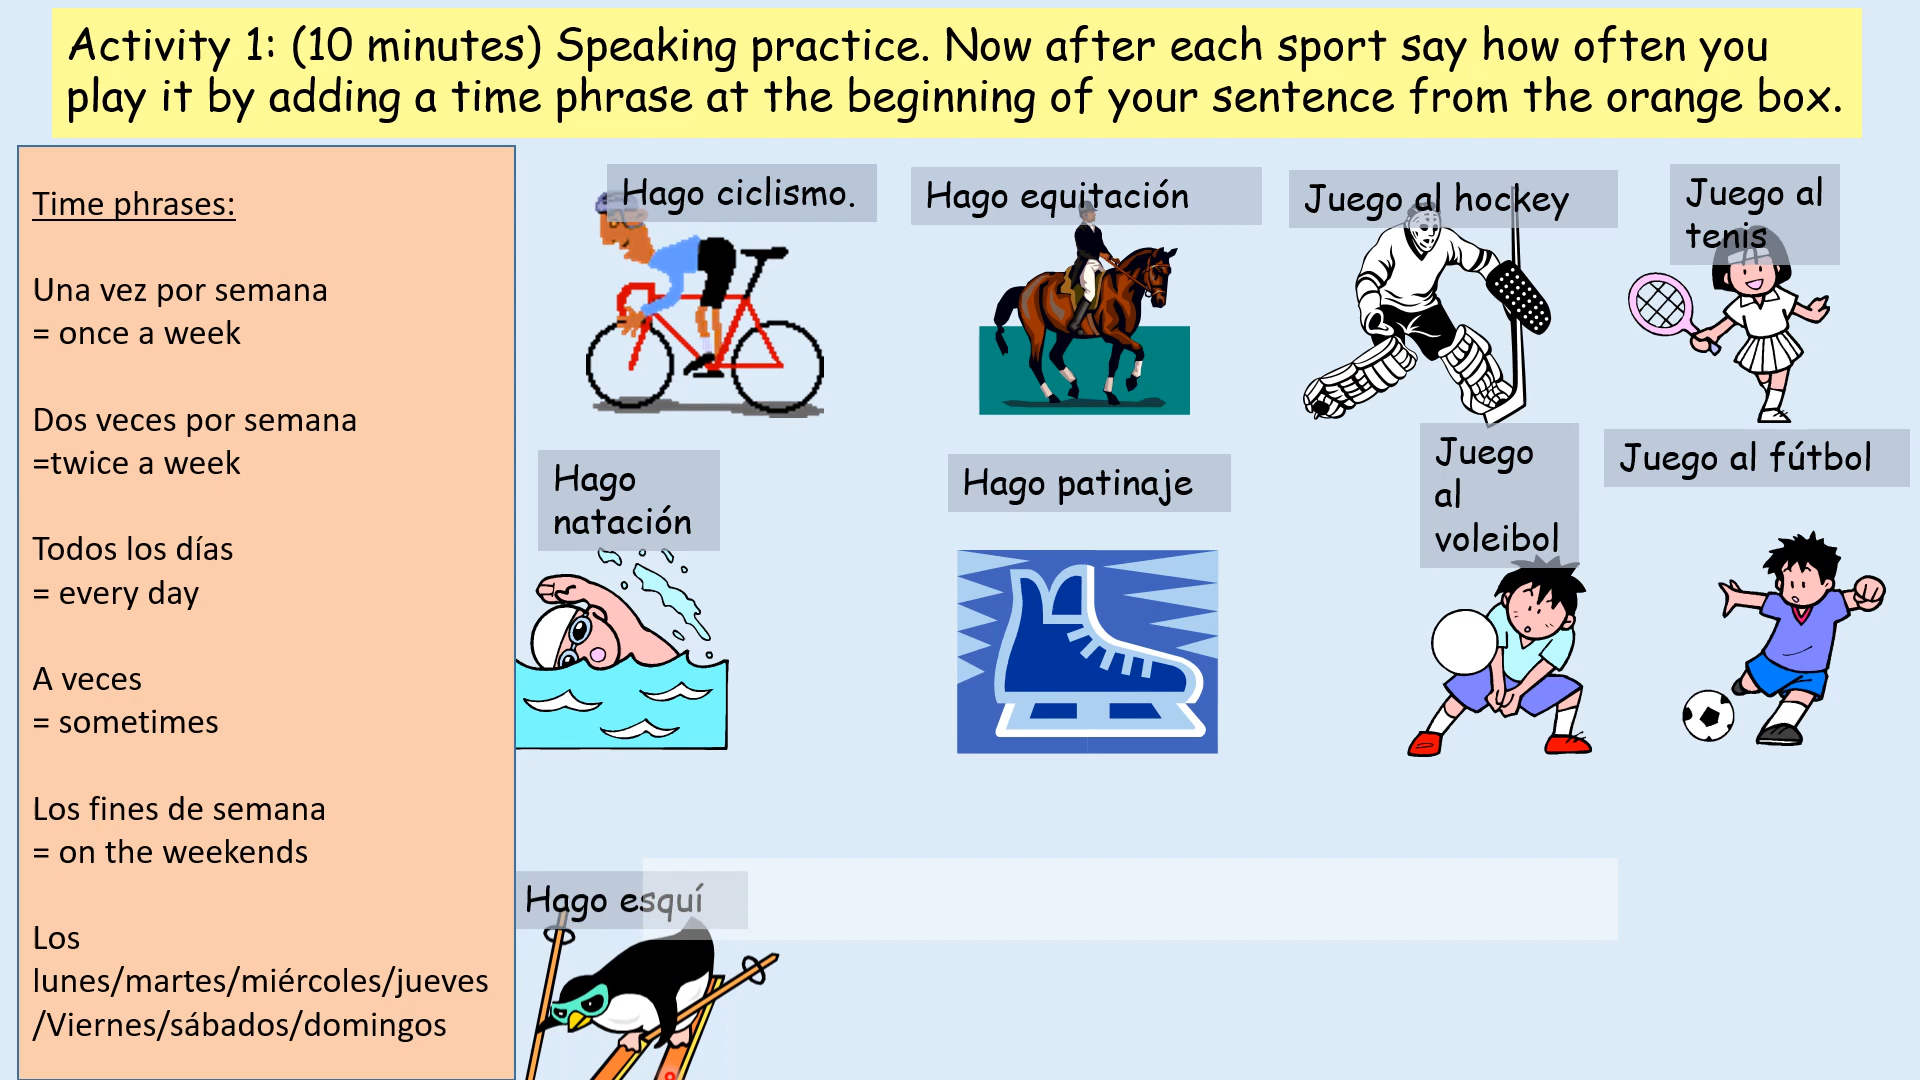 Activity 1: (10 minutes) Speaking practice. Now after each sport say how often you
play it by adding a time phrase at the beginning of your sentence from the orange box.
Time phrases:
Una vez por semana
= once a week
Dos veces por semana
=twice a week
Todos los días
= every day
A veces
= sometimes
Los fines de semana
= on the weekends
Los
lunes/martes/miércoles/jueves
/Viernes/sábados/domingos
Hago ciclismo.
Hago equitación
Juego al hockey
Juego al
tenis
Hago
natación
Hago patinaje
Juego
al
voleibol
Juego al fútbol
Hago esquí